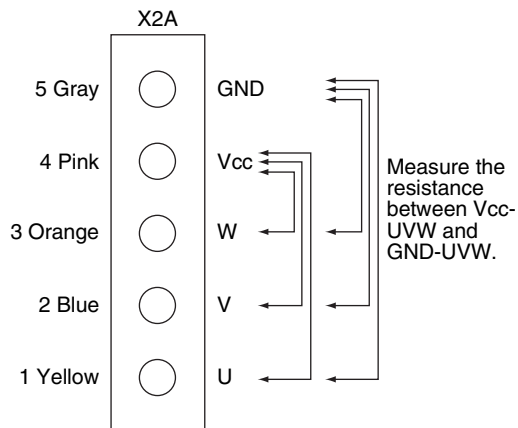 X2A
5 Gray GND
4 Pink Vcc
3 Orange W
2 Blue V
1 Yellow U
Measure the
resistance
between Vcc-
UVW and
GND-UVW.